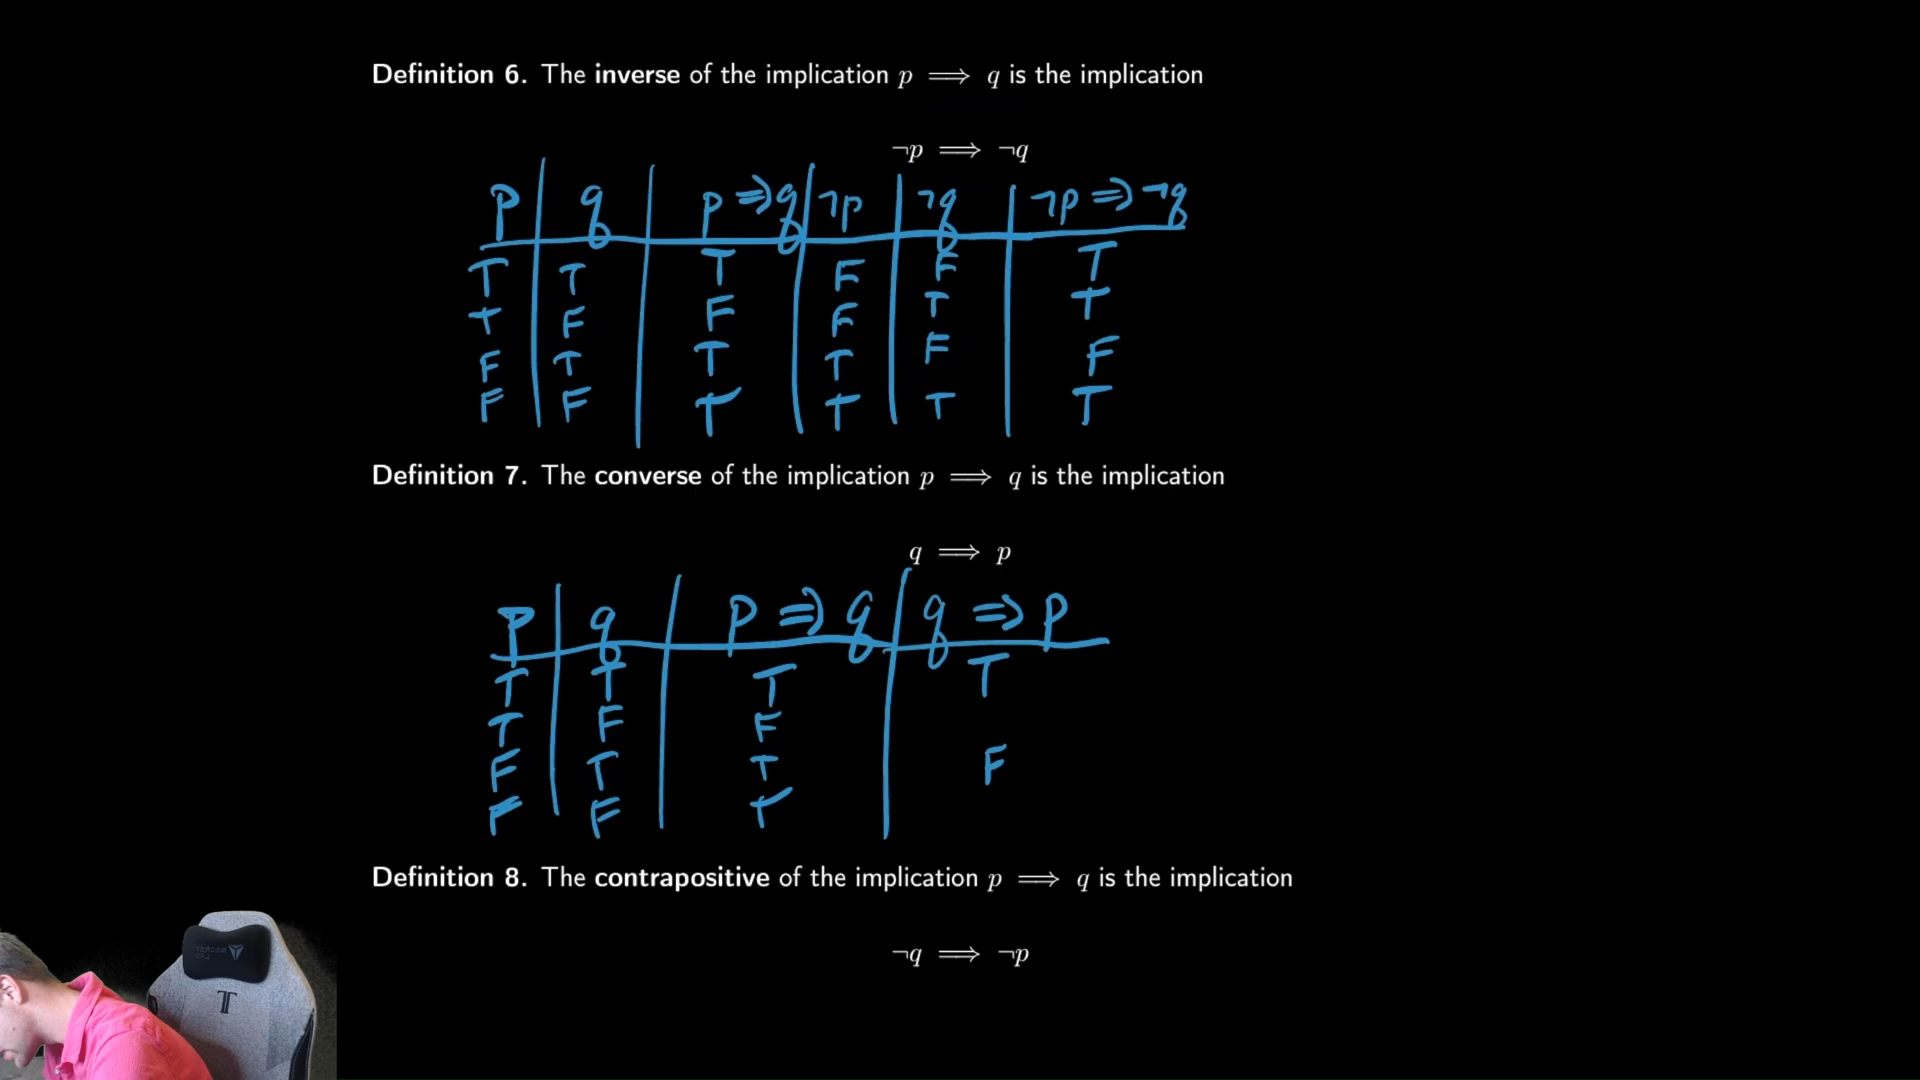 Definition 6. The inverse of the implication p ⟹ q is the implication
¬p ⟹ ¬q
p q p ⇒ q ¬p ¬q ¬p ⇒ ¬q
T T T F F T
T F F F T T
F T T T F F
F F T T T T
Definition 7. The converse of the implication p ⟹ q is the implication
q ⟹ p
p q p ⇒ q q ⇒ p
T T T T
T F F
F T T F
F F T
Definition 8. The contrapositive of the implication p ⟹ q is the implication
¬q ⟹ ¬p
T